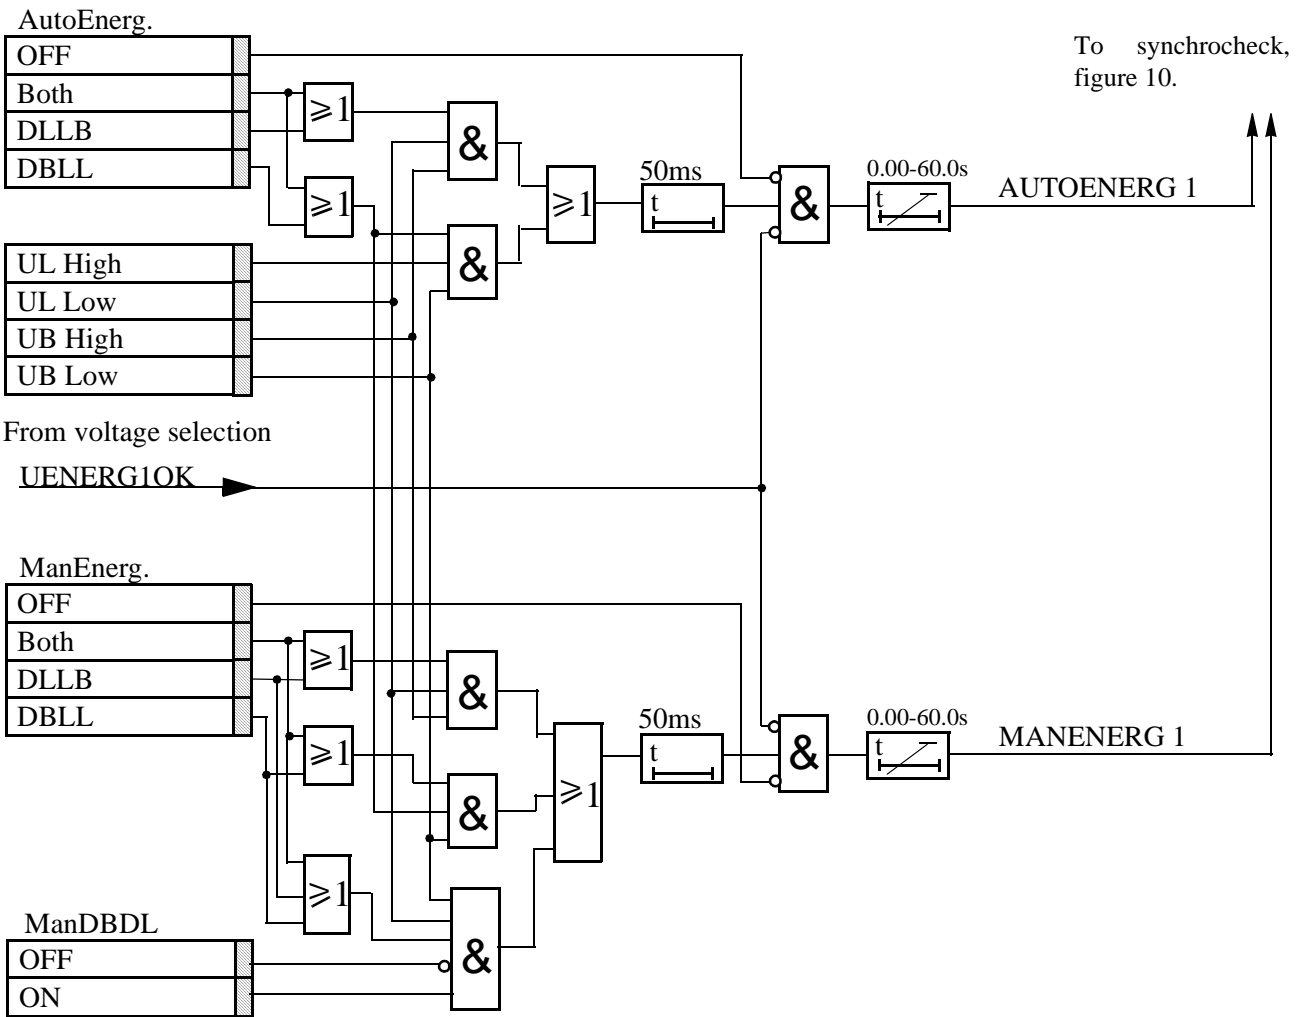 AutoEnerg.
OFF
Both
DLLB
DBLL
To synchrocheck,
figure 10.
≥1
&
≥1
&
≥1
50ms
t
&
0.00-60.0s
t
AUTOENERG 1
UL High
UL Low
UB High
UB Low
From voltage selection
UENERG1OK
ManEnerg.
OFF
Both
DLLB
DBLL
≥1
&
≥1
&
≥1
≥1
50ms
t
&
0.00-60.0s
t
MANENERG 1
ManDBDL
OFF
ON
&